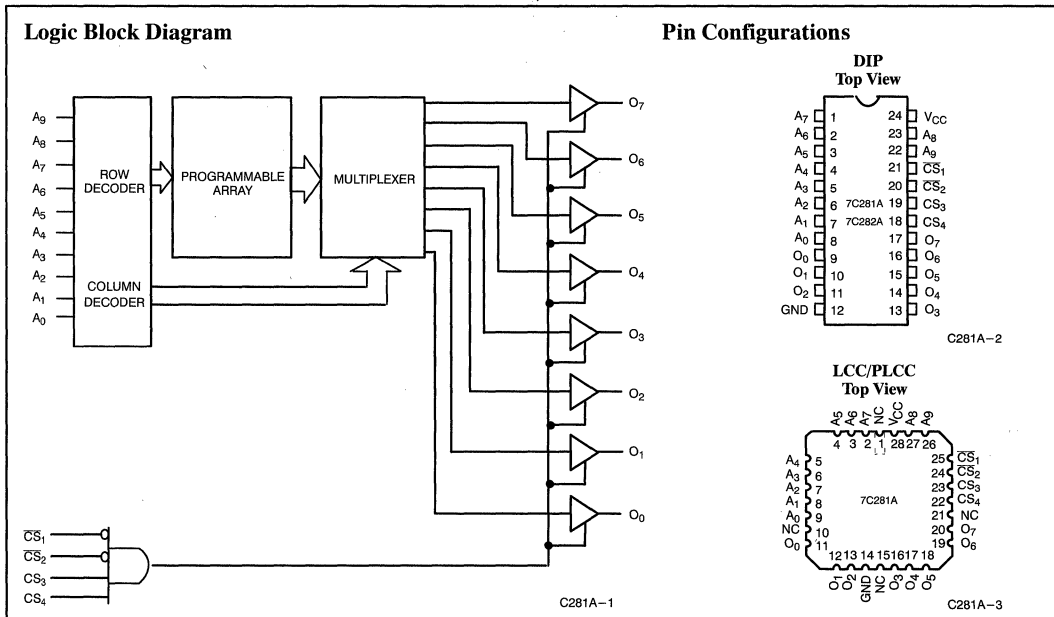 Logic Block Diagram
A9
A8
A7
A6
A5
A4
A3
A2
A1
A0
ROW
DECODER
COLUMN
DECODER
PROGRAMMABLE
ARRAY
MULTIPLEXER
O7
O6
O5
O4
O3
O2
O1
O0
C̅S̅1
C̅S̅2
CS3
CS4
C281A–1
Pin Configurations
DIP
Top View
A7 1 24 VCC
A6 2 23 A8
A5 3 22 A9
A4 4 21 C̅S̅1
A3 5 20 C̅S̅2
A2 6 7C281A 19 CS3
A1 7 7C282A 18 CS4
A0 8 17 O7
O0 9 16 O6
O1 10 15 O5
O2 11 14 O4
GND 12 13 O3
C281A–2
LCC/PLCC
Top View
A5 A6 A7 NC VCC A8 A9
4 3 2 1 28 27 26
A4 5 25 C̅S̅1
A3 6 24 C̅S̅2
A2 7 23 CS3
A1 8 7C281A 22 CS4
A0 9 21 NC
NC 10 20 O7
O0 11 19 O6
12 13 14 15 16 17 18
O1 O2 GND NC O3 O4 O5
C281A–3